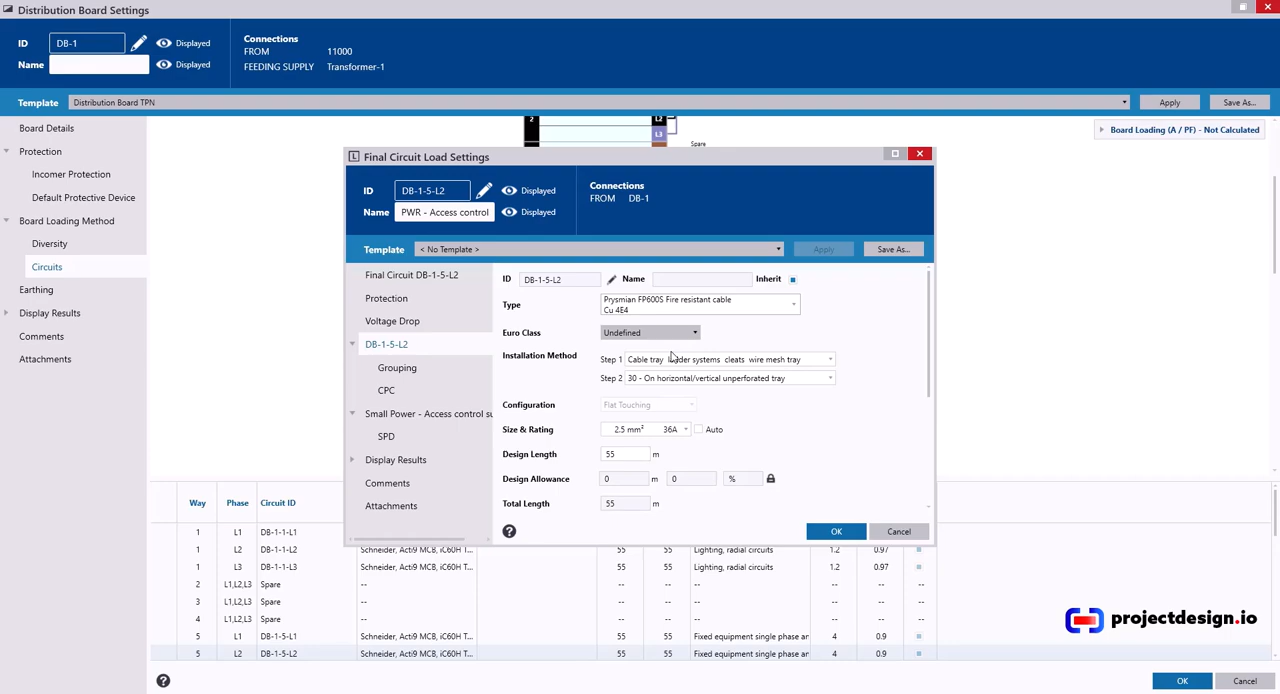 Distribution Board Settings
ID DB-1 Displayed
Name Displayed
Connections
FROM 11000
FEEDING SUPPLY Transformer-1
Template Distribution Board TPN Apply Save As...
Board Details
Protection
Incomer Protection
Default Protective Device
Board Loading Method
Diversity
Circuits
Earthing
Display Results
Comments
Attachments
2 L2
L3
Spare
Board Loading (A / PF) - Not Calculated
Final Circuit Load Settings
ID DB-1-5-L2 Displayed
Name PWR - Access control Displayed
Connections
FROM DB-1
Template < No Template > Apply Save As...
Final Circuit DB-1-5-L2
Protection
Voltage Drop
DB-1-5-L2
Grouping
CPC
Small Power - Access control su
SPD
Display Results
Comments
Attachments
ID DB-1-5-L2 Name Inherit
Type Prysmian FP600S Fire resistant cable
Cu 4E4
Euro Class Undefined
Installation Method Step 1 Cable tray ladder systems cleats wire mesh tray
Step 2 30 - On horizontal/vertical unperforated tray
Configuration Flat Touching
Size & Rating 2.5 mm² 36A Auto
Design Length 55 m
Design Allowance 0 m 0 %
Total Length 55 m
OK Cancel
Way Phase Circuit ID
1 L1 DB-1-1-L1
1 L2 DB-1-1-L2 Schneider, Acti9 MCB, iC60H T... 55 55 Lighting, radial circuits 1.2 0.97
1 L3 DB-1-1-L3 Schneider, Acti9 MCB, iC60H T... 55 55 Lighting, radial circuits 1.2 0.97
2 L1,L2,L3 Spare -- -- -- -- -- -- --
3 L1,L2,L3 Spare -- -- -- -- -- -- --
4 L1,L2,L3 Spare -- -- -- -- -- -- --
5 L1 DB-1-5-L1 Schneider, Acti9 MCB, iC60H T... 55 55 Fixed equipment single phase an 4 0.9
5 L2 DB-1-5-L2 Schneider, Acti9 MCB, iC60H T... 55 55 Fixed equipment single phase an 4 0.9
projectdesign.io
OK Cancel